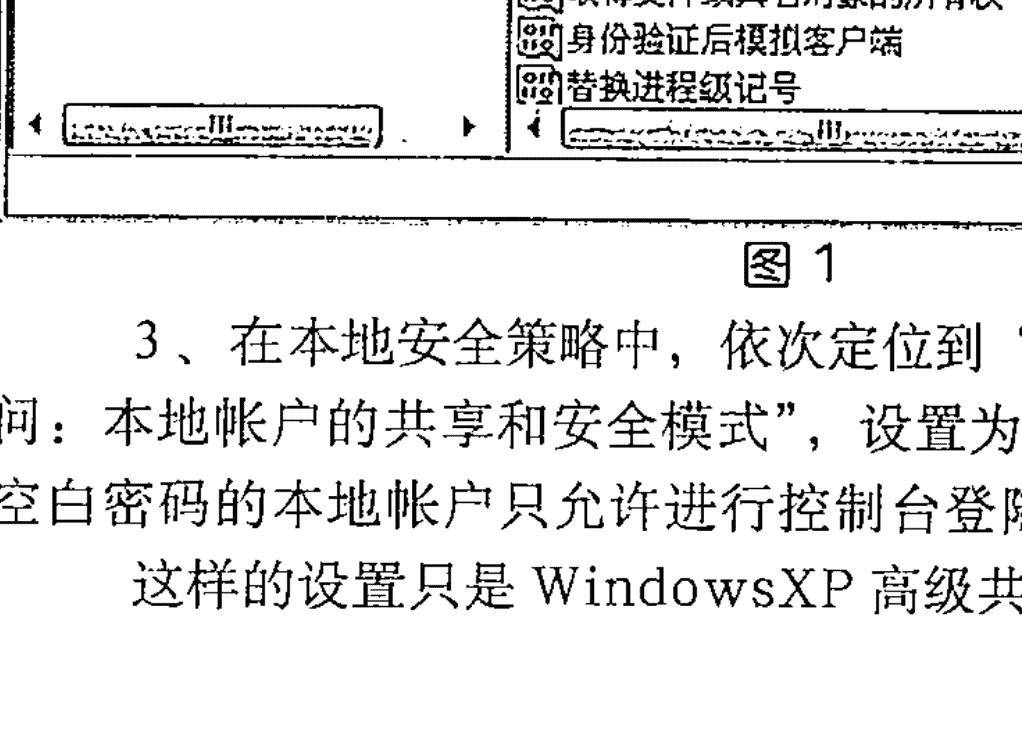 身份验证后模拟客户端
替换进程级记号
图 1
3、在本地安全策略中，依次定位到“
问：本地帐户的共享和安全模式”，设置为
空白密码的本地帐户只允许进行控制台登
这样的设置只是 WindowsXP 高级共